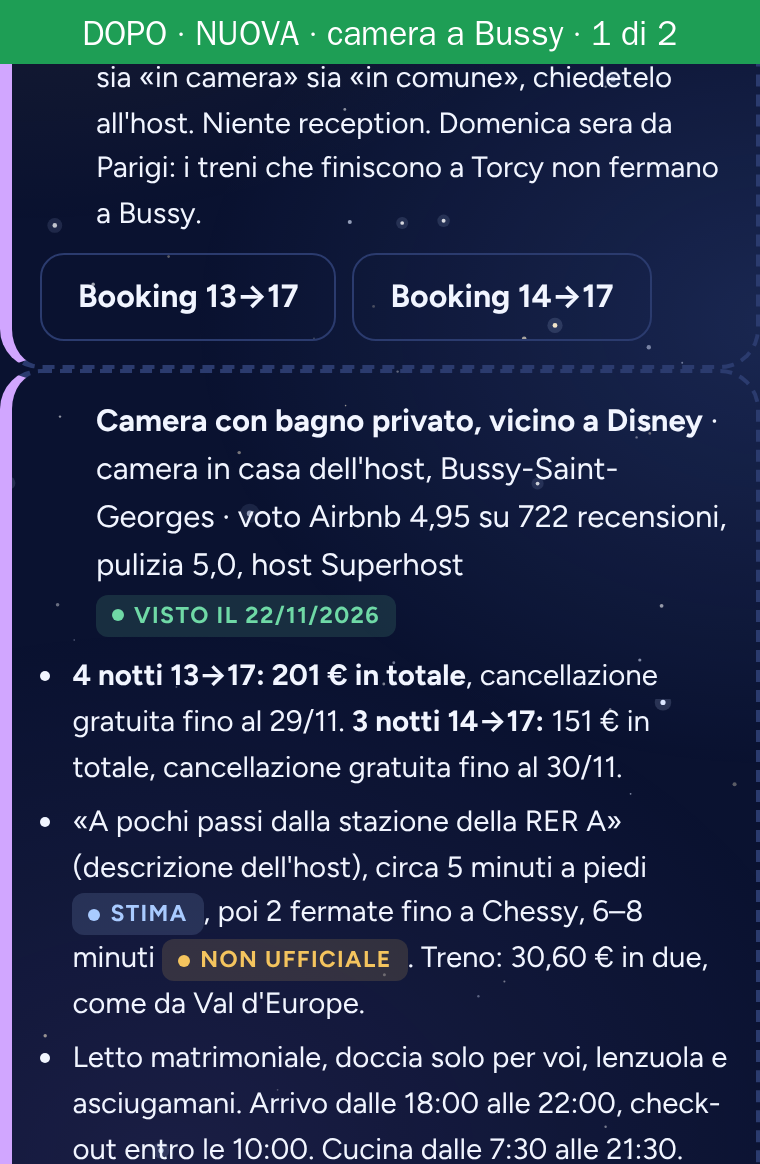 DOPO · NUOVA · camera a Bussy · 1 di 2
sia «in camera» sia «in comune», chiedetelo
all'host. Niente reception. Domenica sera da
Parigi: i treni che finiscono a Torcy non fermano
a Bussy.
Booking 13→17 Booking 14→17
Camera con bagno privato, vicino a Disney ·
camera in casa dell'host, Bussy-Saint-
Georges · voto Airbnb 4,95 su 722 recensioni,
pulizia 5,0, host Superhost
● VISTO IL 22/11/2026
• 4 notti 13→17: 201 € in totale, cancellazione
gratuita fino al 29/11. 3 notti 14→17: 151 € in
totale, cancellazione gratuita fino al 30/11.
• «A pochi passi dalla stazione della RER A»
(descrizione dell'host), circa 5 minuti a piedi
● STIMA , poi 2 fermate fino a Chessy, 6–8
minuti ● NON UFFICIALE . Treno: 30,60 € in due,
come da Val d'Europe.
• Letto matrimoniale, doccia solo per voi, lenzuola e
asciugamani. Arrivo dalle 18:00 alle 22:00, check-
out entro le 10:00. Cucina dalle 7:30 alle 21:30.